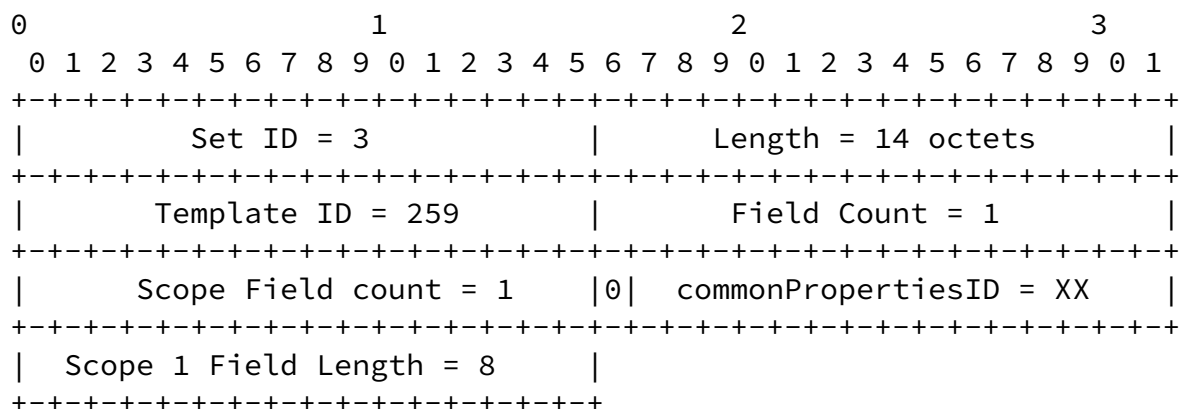 0                   1                   2                   3
 0 1 2 3 4 5 6 7 8 9 0 1 2 3 4 5 6 7 8 9 0 1 2 3 4 5 6 7 8 9 0 1
+-+-+-+-+-+-+-+-+-+-+-+-+-+-+-+-+-+-+-+-+-+-+-+-+-+-+-+-+-+-+-+-+
|         Set ID = 3            |      Length = 14 octets       |
+-+-+-+-+-+-+-+-+-+-+-+-+-+-+-+-+-+-+-+-+-+-+-+-+-+-+-+-+-+-+-+-+
|       Template ID = 259       |       Field Count = 1         |
+-+-+-+-+-+-+-+-+-+-+-+-+-+-+-+-+-+-+-+-+-+-+-+-+-+-+-+-+-+-+-+-+
|      Scope Field count = 1    |0|  commonPropertiesID = XX    |
+-+-+-+-+-+-+-+-+-+-+-+-+-+-+-+-+-+-+-+-+-+-+-+-+-+-+-+-+-+-+-+-+
|  Scope 1 Field Length = 8     |
+-+-+-+-+-+-+-+-+-+-+-+-+-+-+-+-+